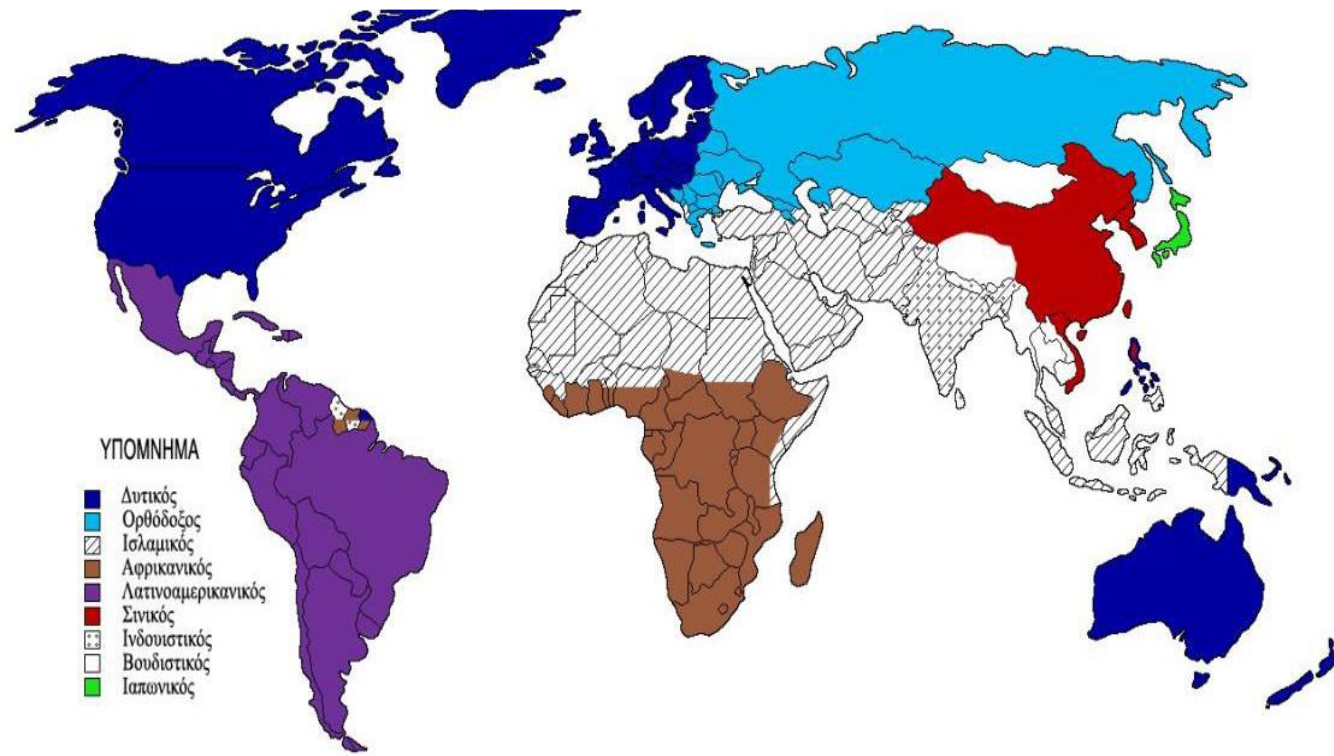 ΥΠΟΜΝΗΜΑ
Δυτικός
Ορθόδοξος
Ισλαμικός
Αφρικανικός
Λατινοαμερικανικός
Σινικός
Ινδουιστικός
Βουδιστικός
Ιαπωνικός